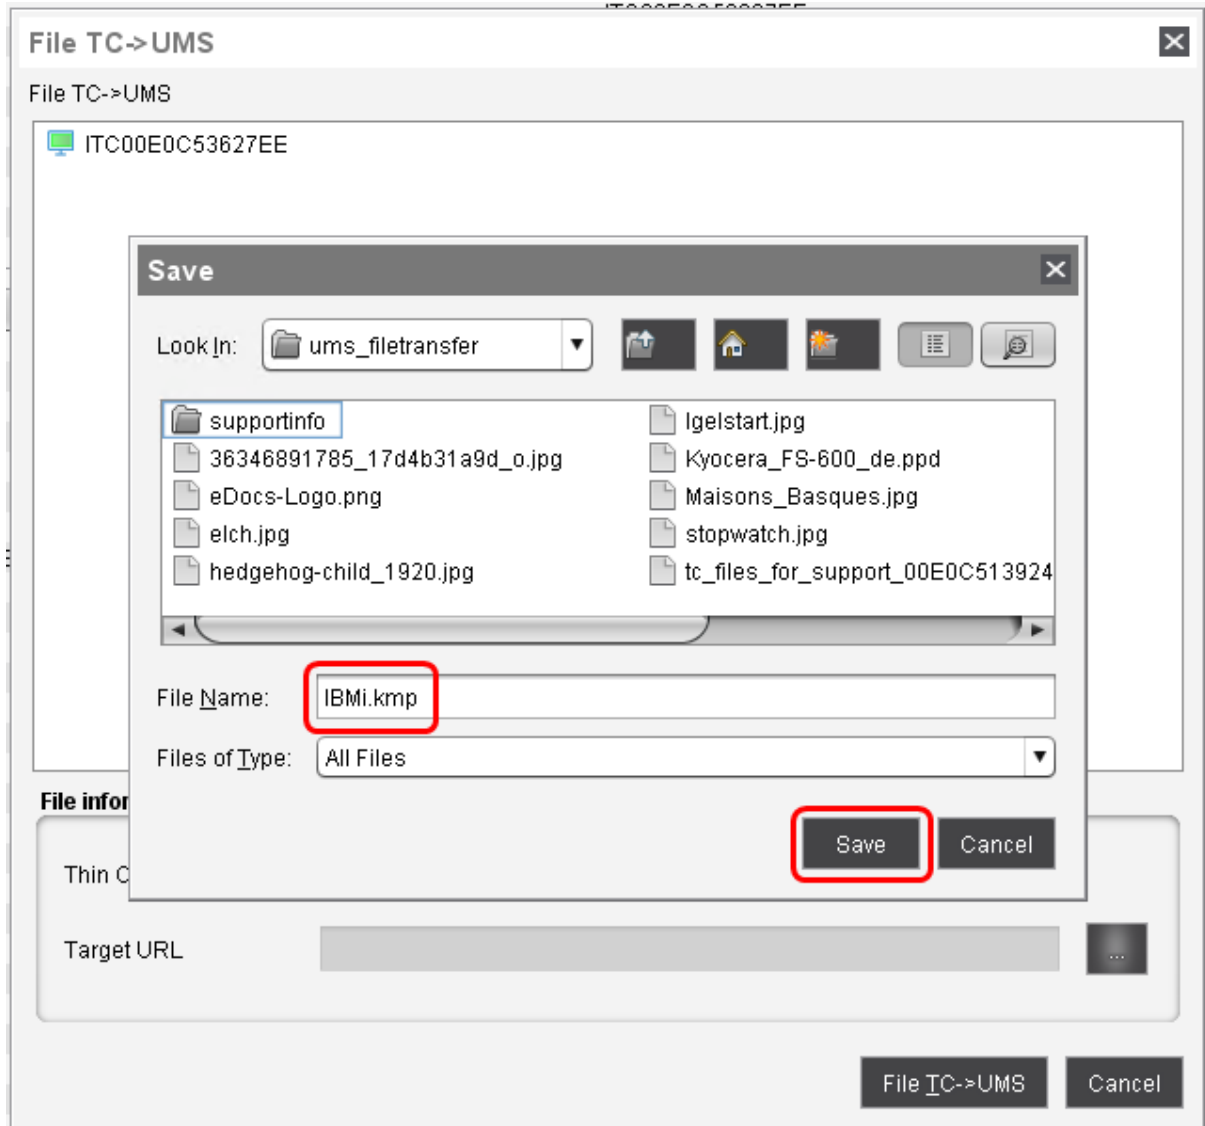 File TC->UMS
File TC->UMS
ITC00E0C53627EE
Save
Look In: ums_filetransfer
supportinfo
36346891785_17d4b31a9d_o.jpg
eDocs-Logo.png
elch.jpg
hedgehog-child_1920.jpg
Igelstart.jpg
Kyocera_FS-600_de.ppd
Maisons_Basques.jpg
stopwatch.jpg
tc_files_for_support_00E0C513924
File Name: IBMi.kmp
Files of Type: All Files
Save Cancel
File infor
Thin C
Target URL ...
File TC->UMS Cancel